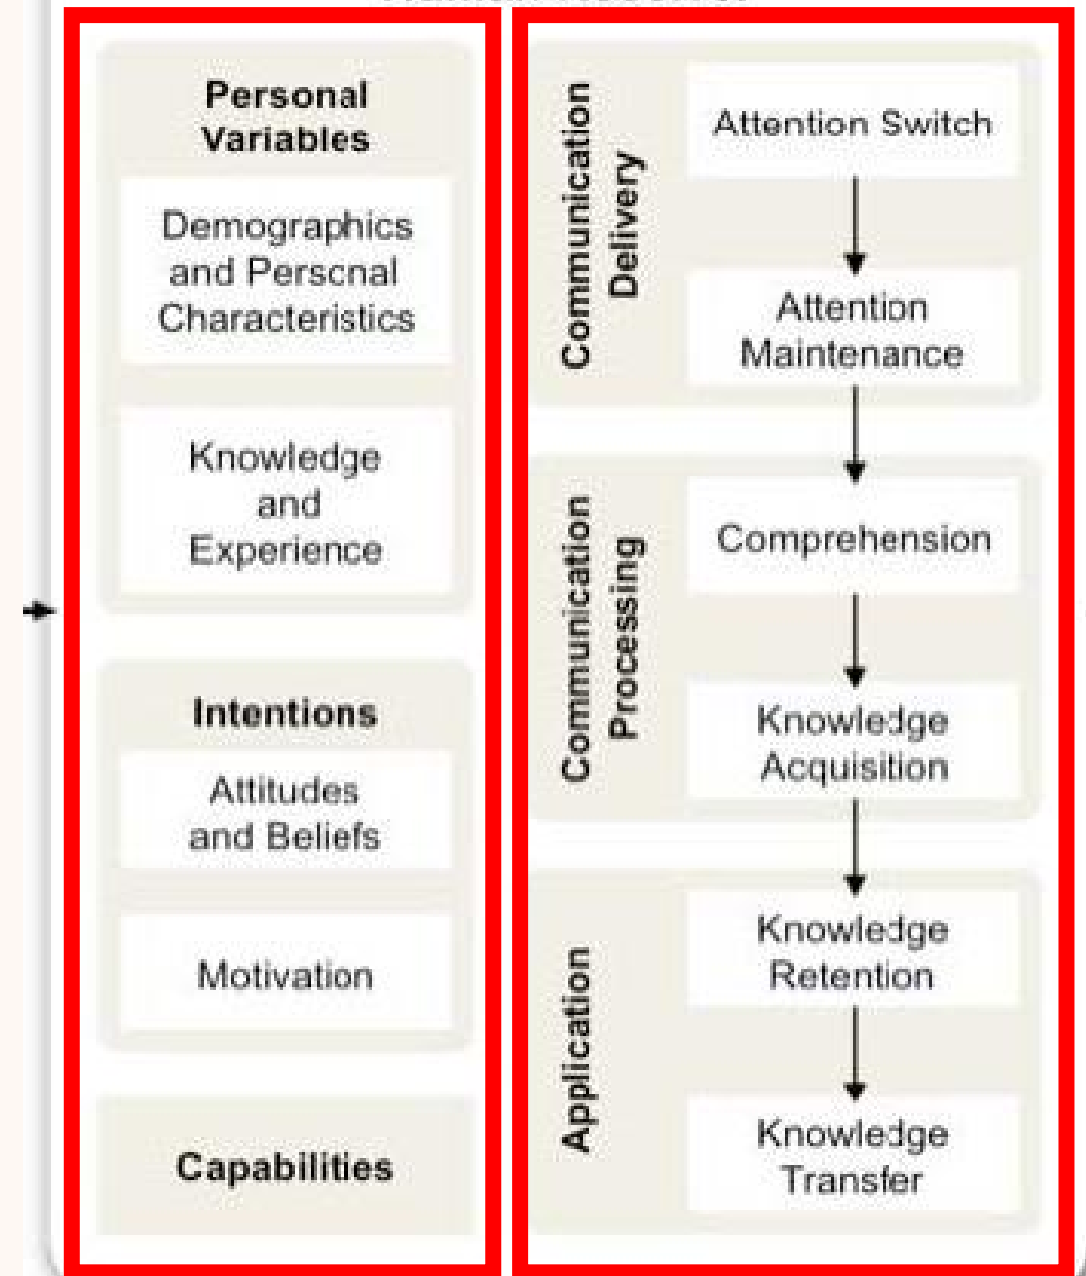 Personal
Variables
Demographics
and Personal
Characteristics
Knowledge
and
Experience
Intentions
Attitudes
and Beliefs
Motivation
Capabilities
Communication
Delivery
Attention Switch
Attention
Maintenance
Communication
Processing
Comprehension
Knowledge
Acquisition
Application
Knowledge
Retention
Knowledge
Transfer